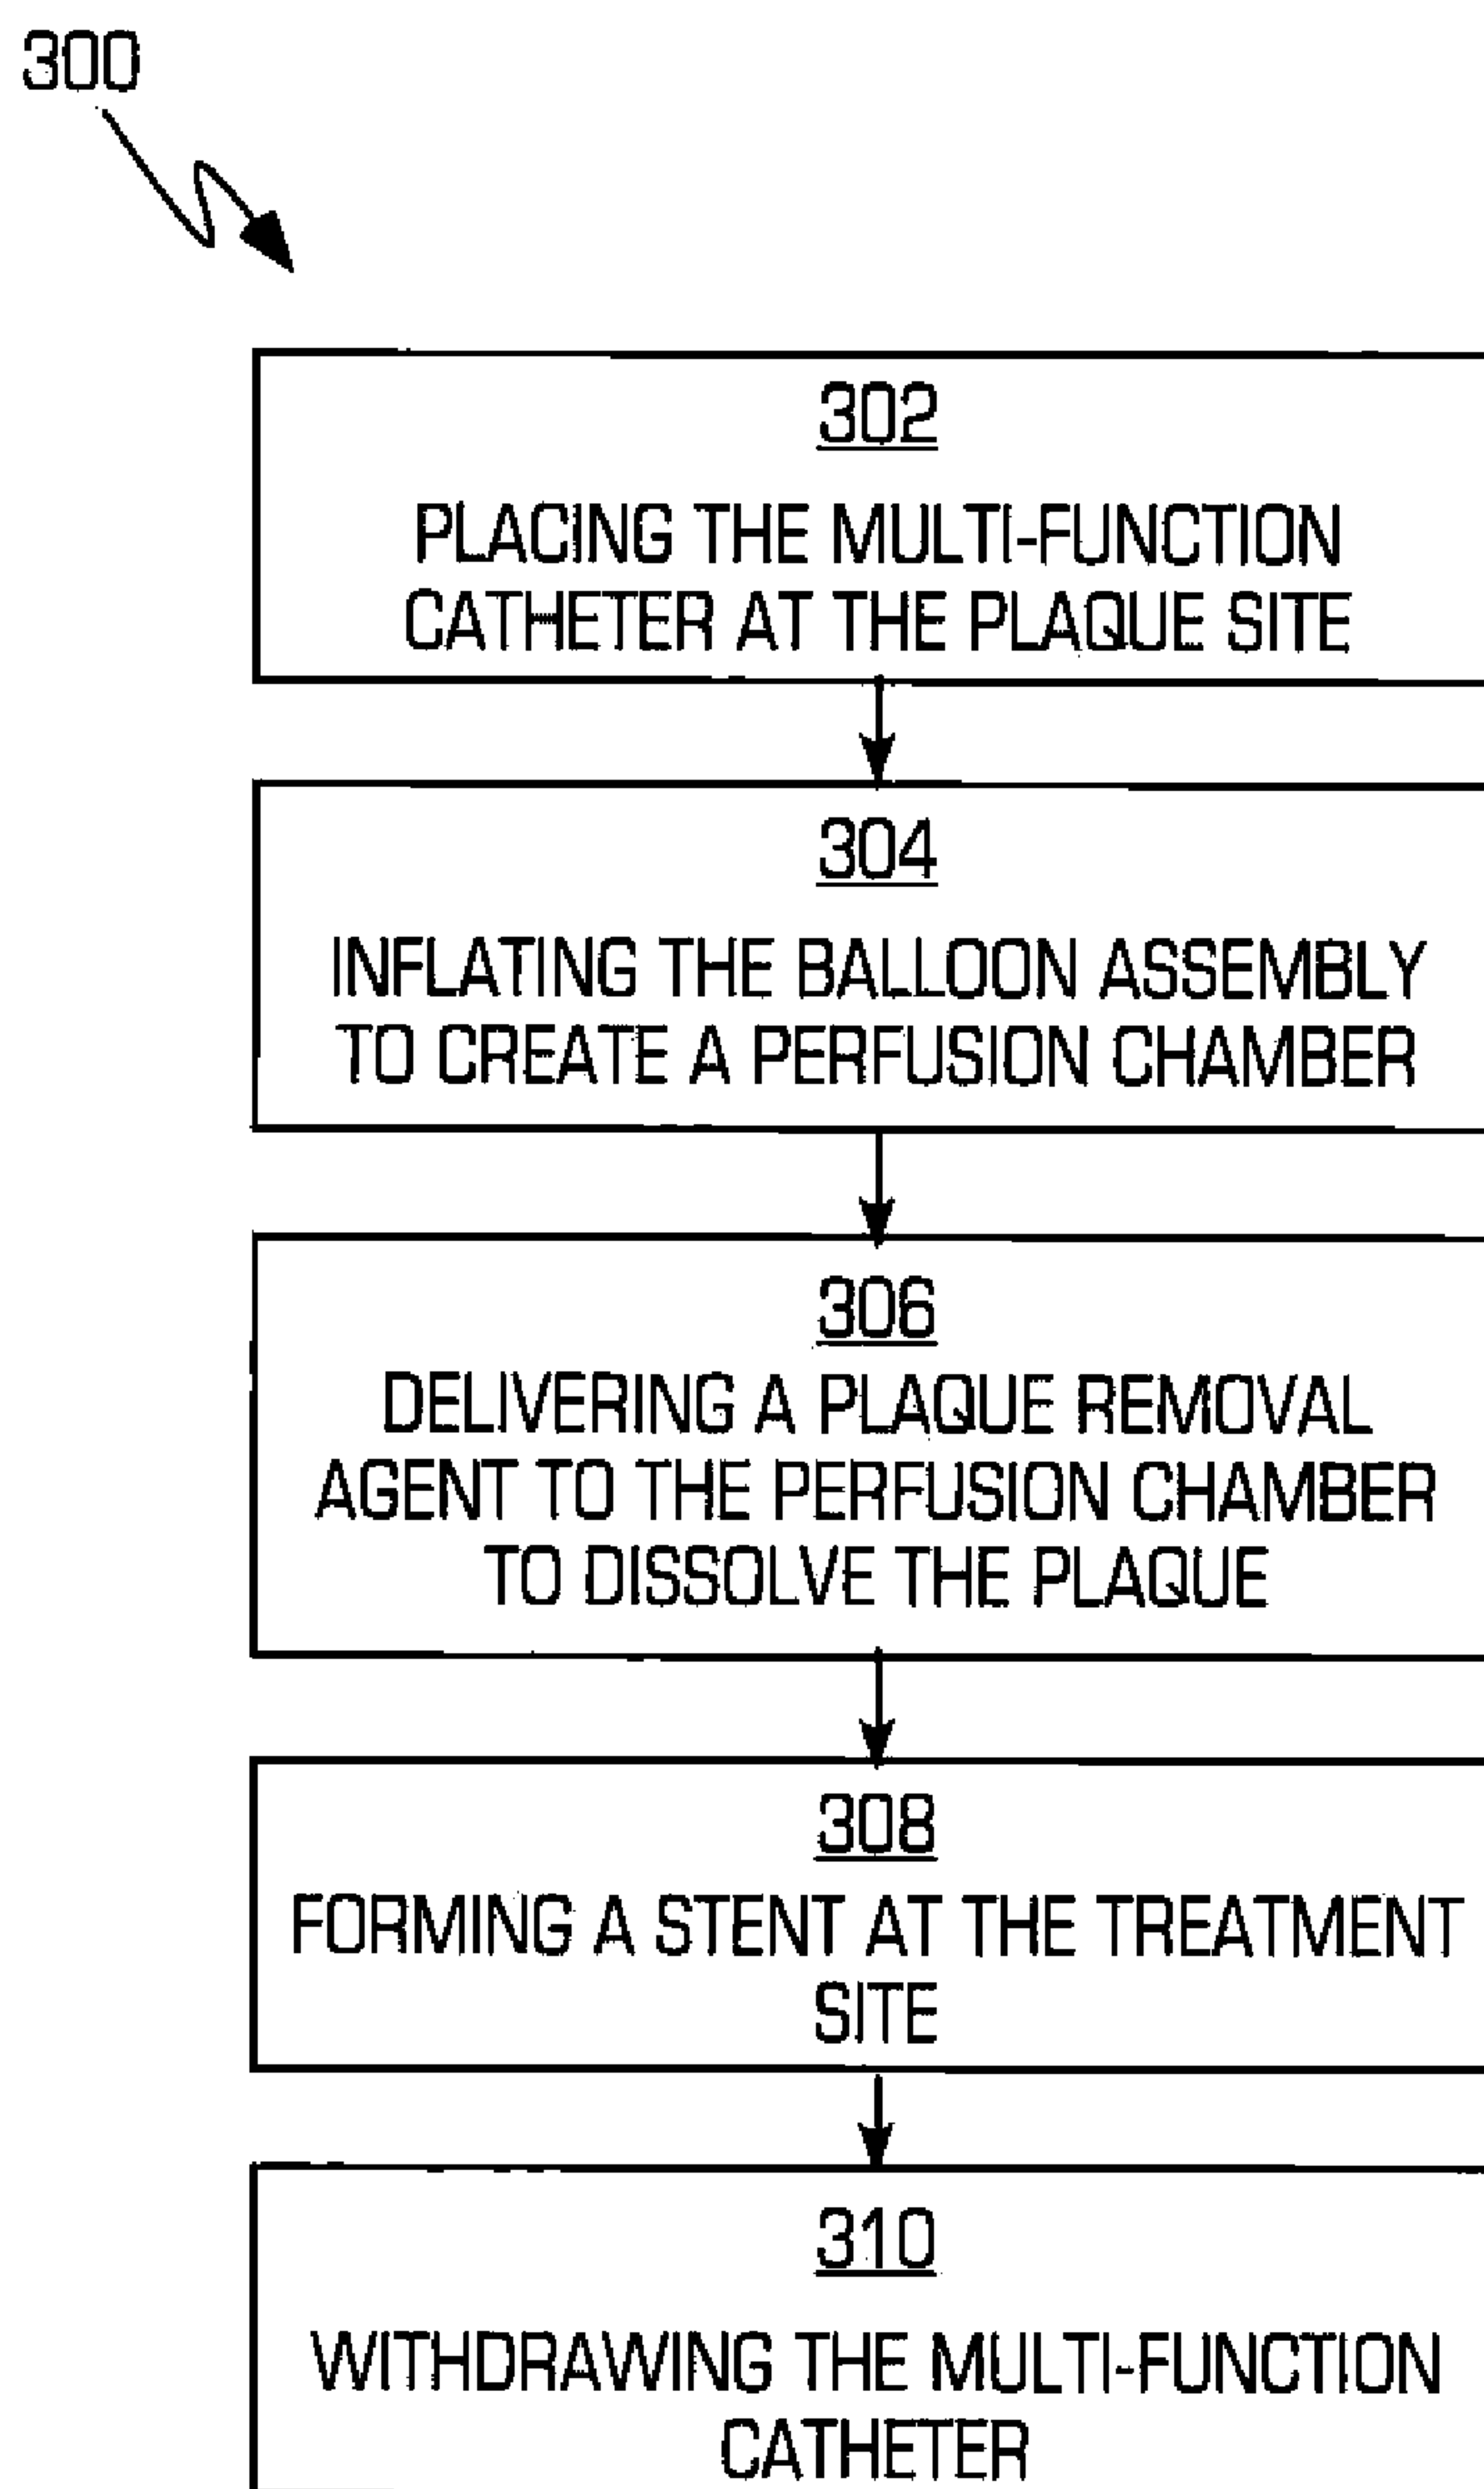 300
302
PLACING THE MULTI-FUNCTION
CATHETER AT THE PLAQUE SITE
304
INFLATING THE BALLOON ASSEMBLY
TO CREATE A PERFUSION CHAMBER
306
DELIVERING A PLAQUE REMOVAL
AGENT TO THE PERFUSION CHAMBER
TO DISSOLVE THE PLAQUE
308
FORMING A STENT AT THE TREATMENT
SITE
310
WITHDRAWING THE MULTI-FUNCTION
CATHETER